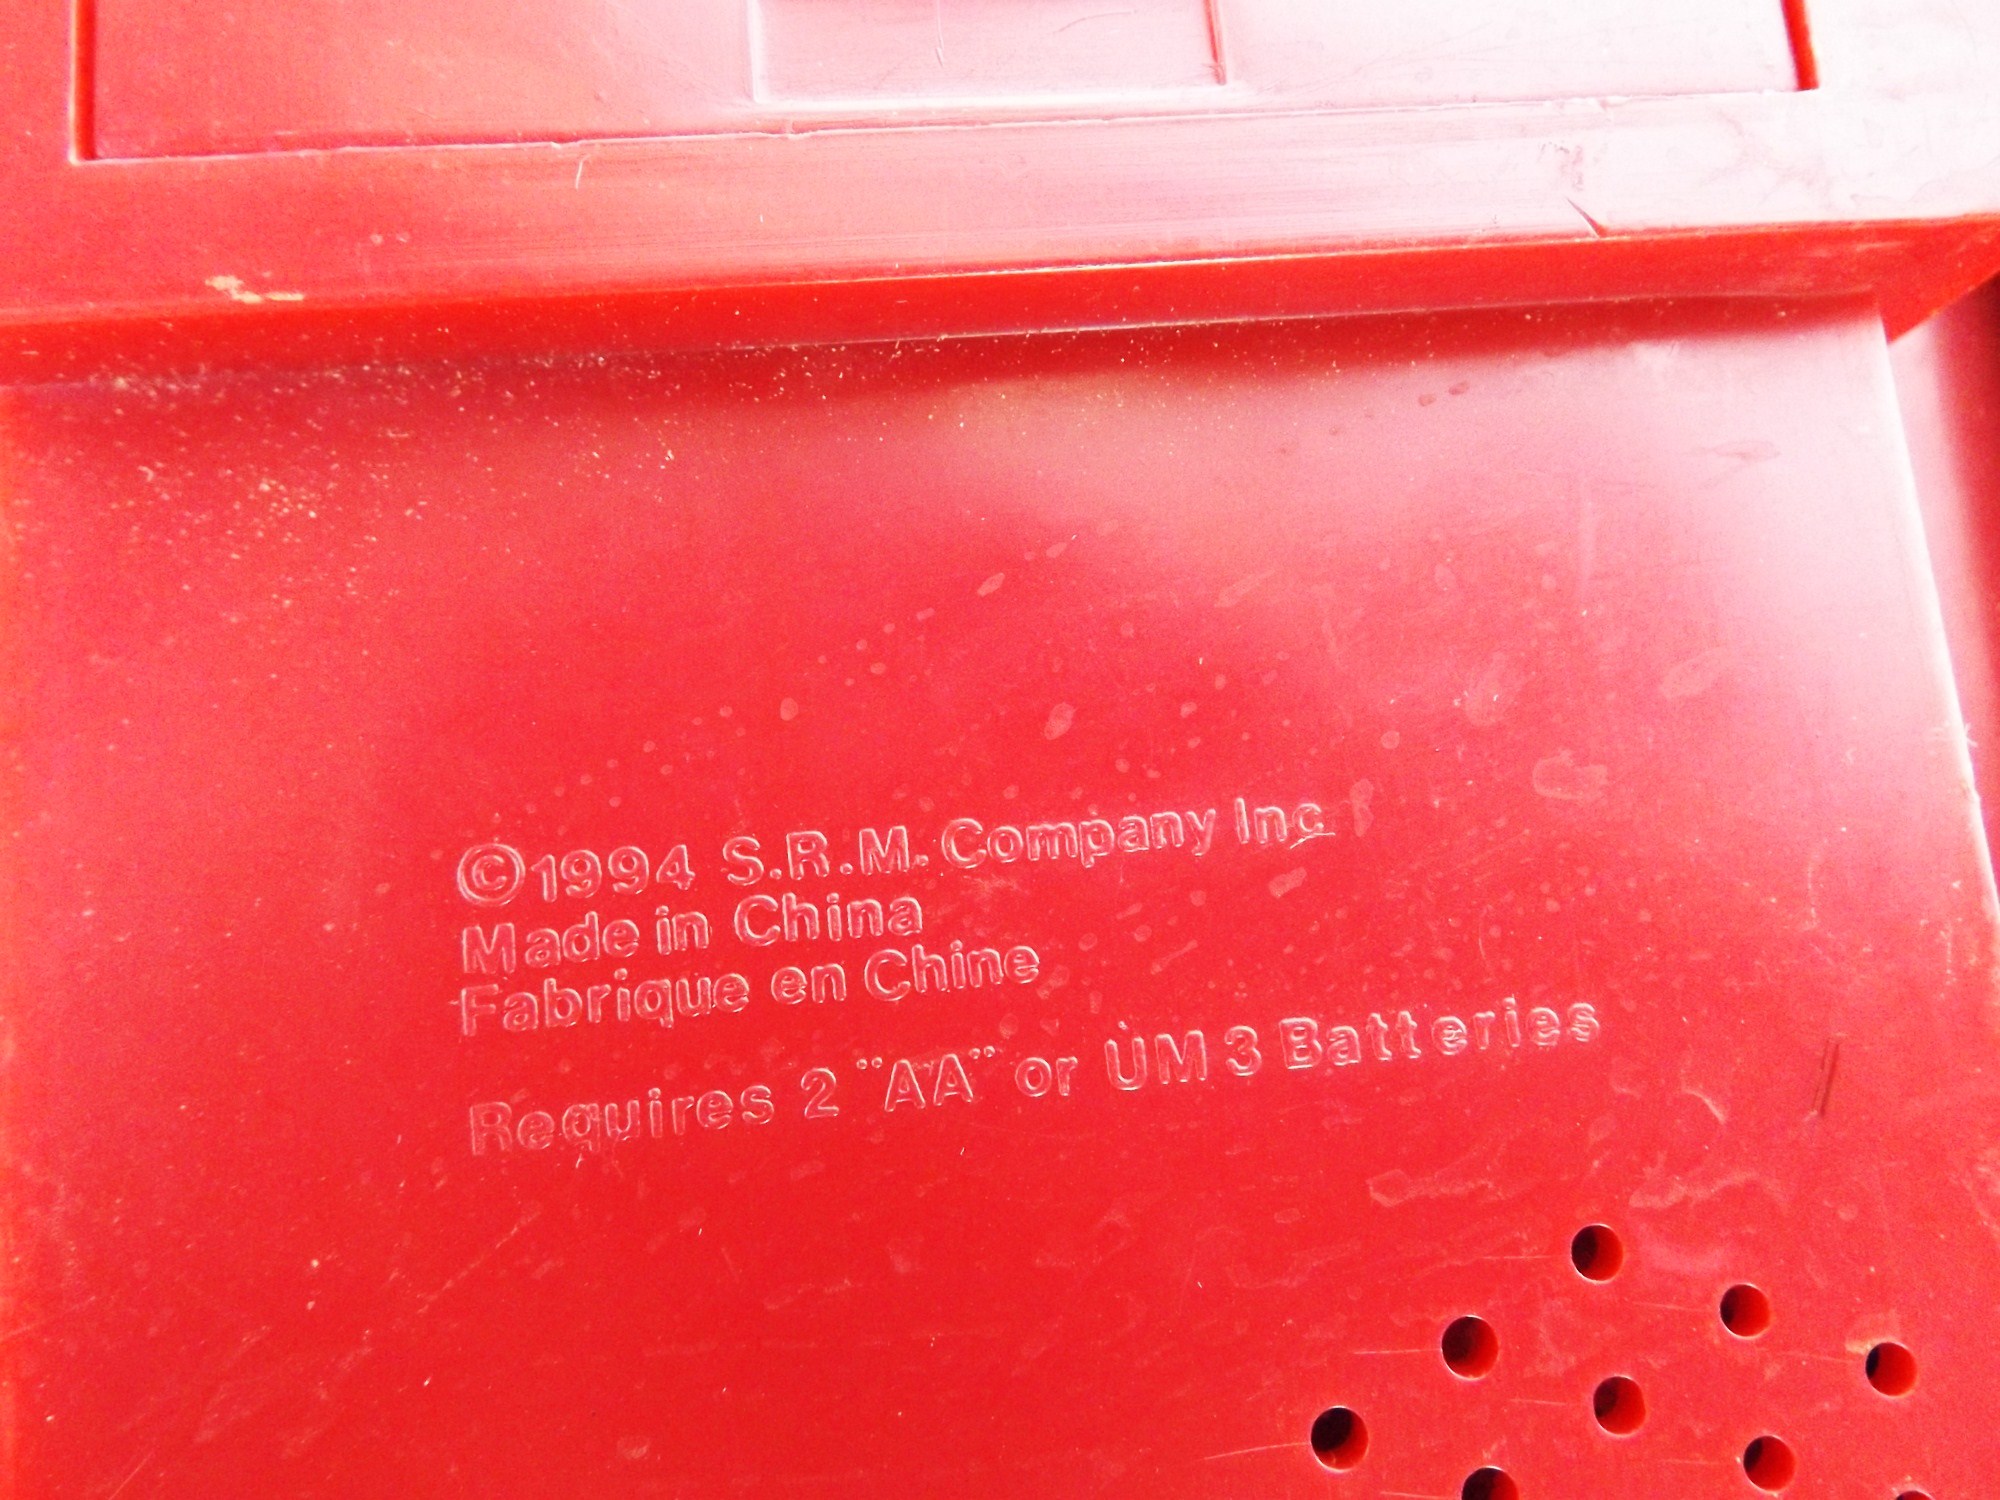 ©1994 S.R.M. Company Inc
Made in China
Fabrique en Chine
Requires 2 "AA" or UM 3 Batteries